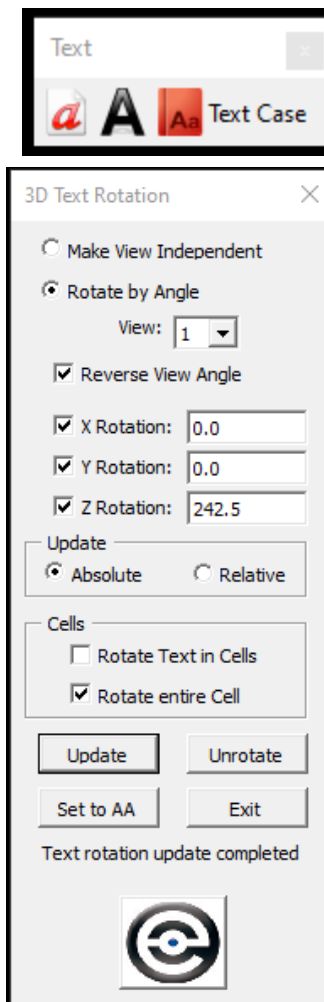 Text
a A Aa Text Case
3D Text Rotation
Make View Independent
Rotate by Angle
View: 1
Reverse View Angle
X Rotation: 0.0
Y Rotation: 0.0
Z Rotation: 242.5
Update
Absolute Relative
Cells
Rotate Text in Cells
Rotate entire Cell
Update Unrotate
Set to AA Exit
Text rotation update completed